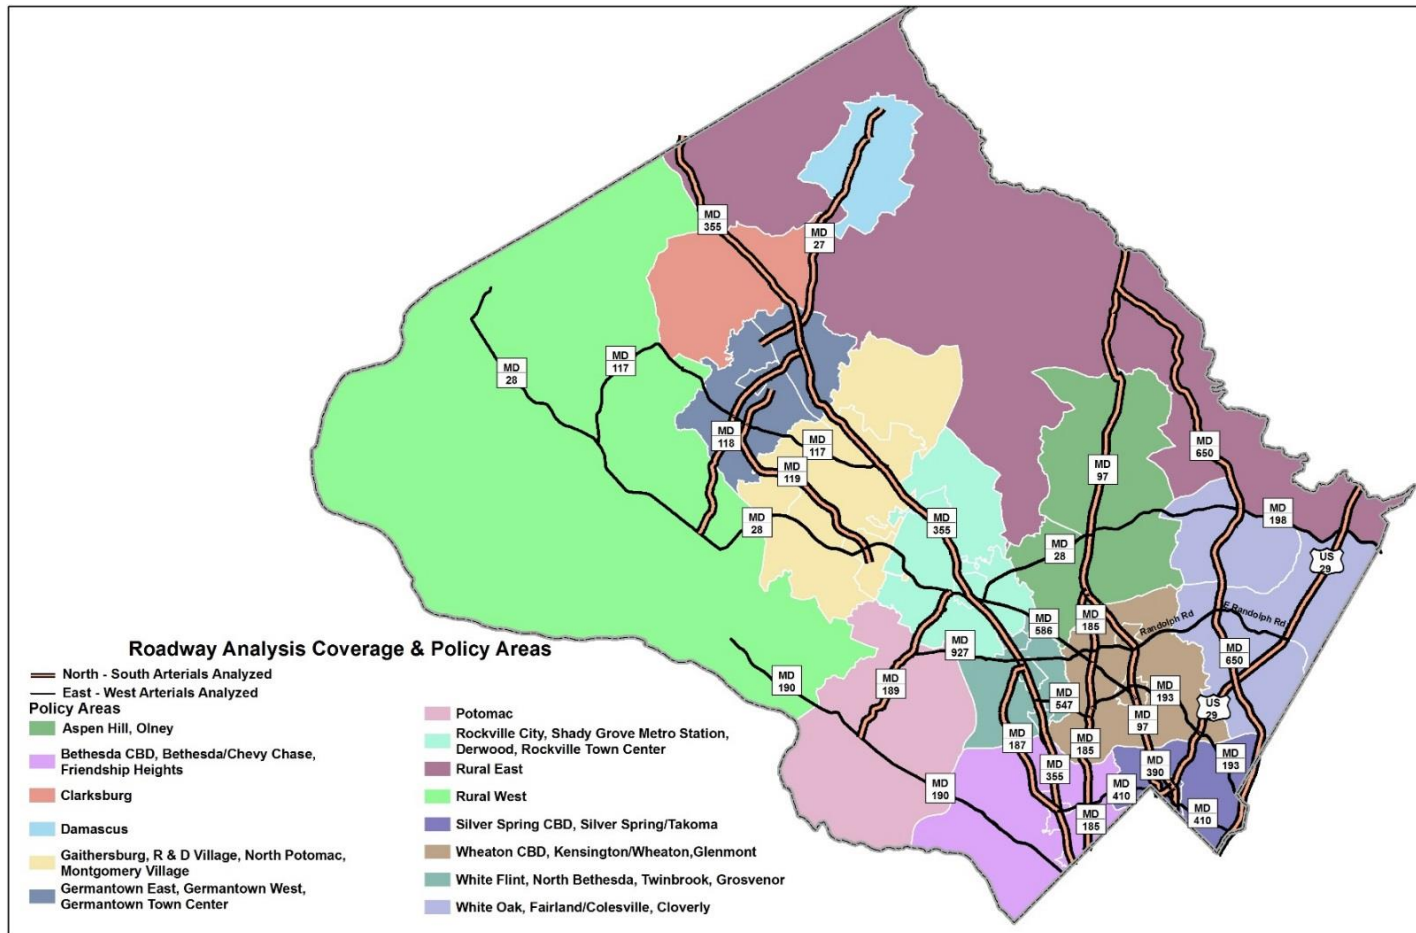 MD
355
MD
27
MD
117
MD
28
MD
118
MD
117
MD
650
MD
97
MD
119
MD
28
MD
355
MD
198
MD
28
US
29
MD
586
MD
185
Randolph Rd
E Randolph Rd
MD
927
MD
650
MD
190
MD
189
MD
547
MD
193
US
29
MD
187
MD
185
MD
97
MD
355
MD
390
MD
193
MD
190
MD
410
MD
185
MD
410
Roadway Analysis Coverage & Policy Areas
North - South Arterials Analyzed
East - West Arterials Analyzed
Policy Areas
Aspen Hill, Olney
Bethesda CBD, Bethesda/Chevy Chase,
Friendship Heights
Clarksburg
Damascus
Gaithersburg, R & D Village, North Potomac,
Montgomery Village
Germantown East, Germantown West,
Germantown Town Center
Potomac
Rockville City, Shady Grove Metro Station,
Derwood, Rockville Town Center
Rural East
Rural West
Silver Spring CBD, Silver Spring/Takoma
Wheaton CBD, Kensington/Wheaton,Glenmont
White Flint, North Bethesda, Twinbrook, Grosvenor
White Oak, Fairland/Colesville, Cloverly